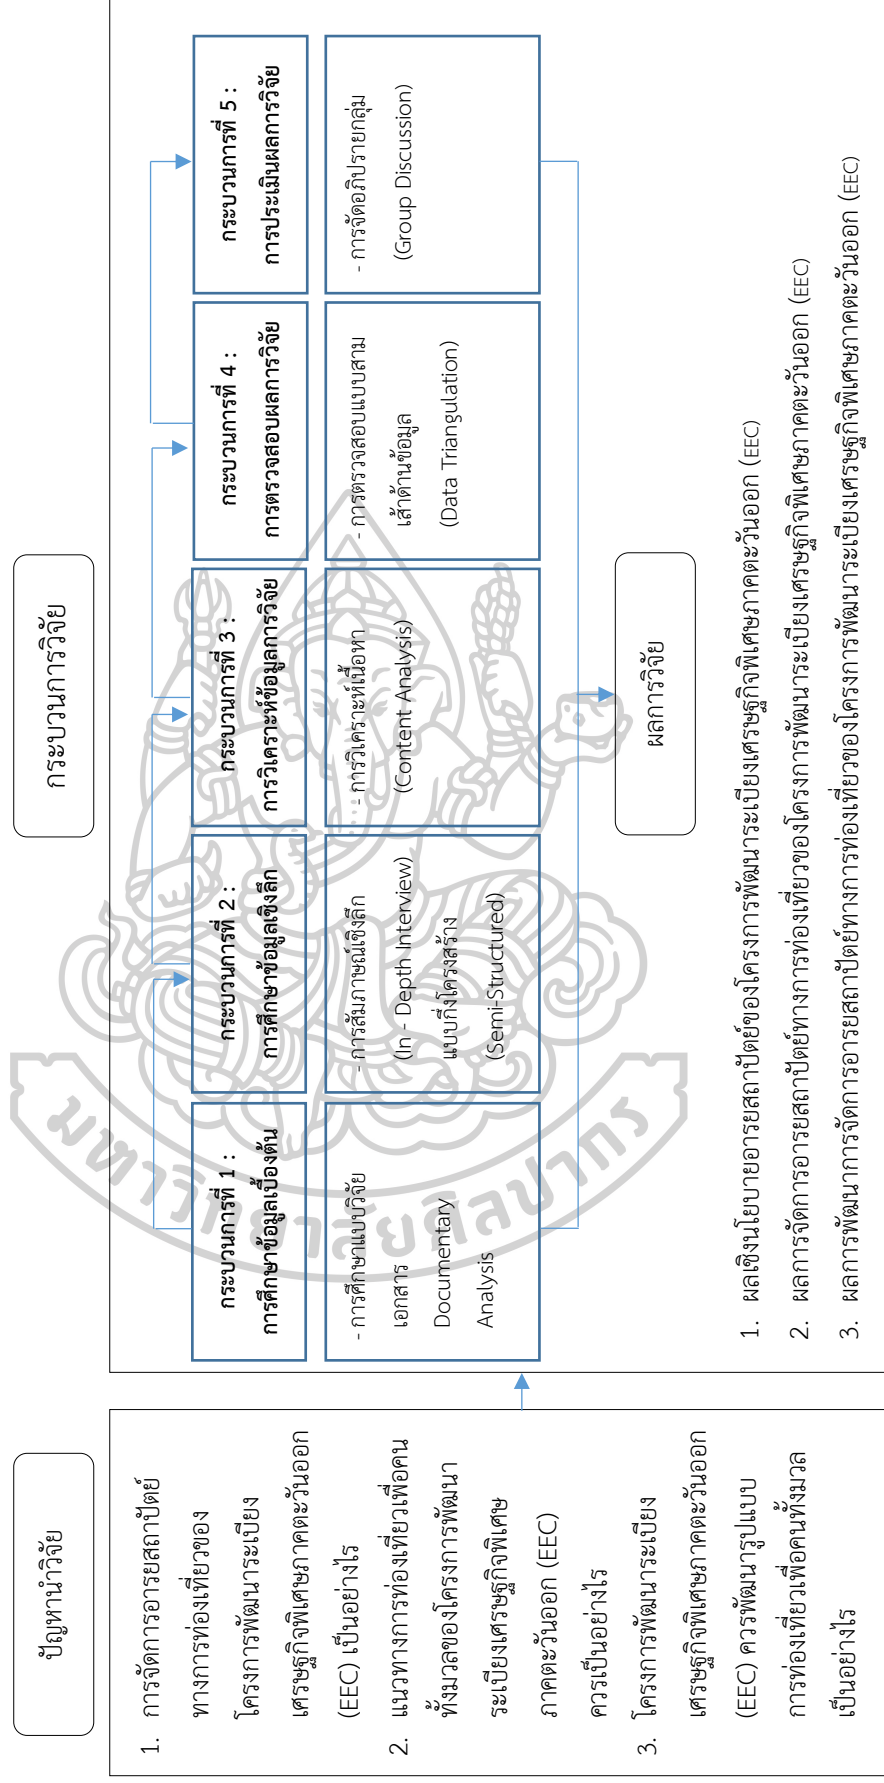 ปัญหานำวิจัย
1. การจัดการอารยสถาปัตย์
ทางการท่องเที่ยวของ
โครงการพัฒนาระเบียง
เศรษฐกิจพิเศษภาคตะวันออก
(EEC) เป็นอย่างไร
2. แนวทางการท่องเที่ยวเพื่อคน
ทั้งมวลของโครงการพัฒนา
ระเบียงเศรษฐกิจพิเศษ
ภาคตะวันออก (EEC)
ควรเป็นอย่างไร
3. โครงการพัฒนาระเบียง
เศรษฐกิจพิเศษภาคตะวันออก
(EEC) ควรพัฒนารูปแบบ
การท่องเที่ยวเพื่อคนทั้งมวล
เป็นอย่างไร
กระบวนการวิจัย
กระบวนการที่ 1 :
การศึกษาข้อมูลเบื้องต้น
- การศึกษาแบบวิจัย
เอกสาร
Documentary
Analysis
กระบวนการที่ 2 :
การศึกษาข้อมูลเชิงลึก
- การสัมภาษณ์เชิงลึก
(In - Depth Interview)
แบบกึ่งโครงสร้าง
(Semi-Structured)
กระบวนการที่ 3 :
การวิเคราะห์ข้อมูลการวิจัย
- การวิเคราะห์เนื้อหา
(Content Analysis)
กระบวนการที่ 4 :
การตรวจสอบผลการวิจัย
- การตรวจสอบแบบสาม
เส้าด้านข้อมูล
(Data Triangulation)
กระบวนการที่ 5 :
การประเมินผลการวิจัย
- การจัดอภิปรายกลุ่ม
(Group Discussion)
ผลการวิจัย
1. ผลเชิงนโยบายอารยสถาปัตย์ของโครงการพัฒนาระเบียงเศรษฐกิจพิเศษภาคตะวันออก (EEC)
2. ผลการจัดการอารยสถาปัตย์ทางการท่องเที่ยวของโครงการพัฒนาระเบียงเศรษฐกิจพิเศษภาคตะวันออก (EEC)
3. ผลการพัฒนาการจัดการอารยสถาปัตย์ทางการท่องเที่ยวของโครงการพัฒนาระเบียงเศรษฐกิจพิเศษภาคตะวันออก (EEC)
มหาวิทยาลัยศิลปากร